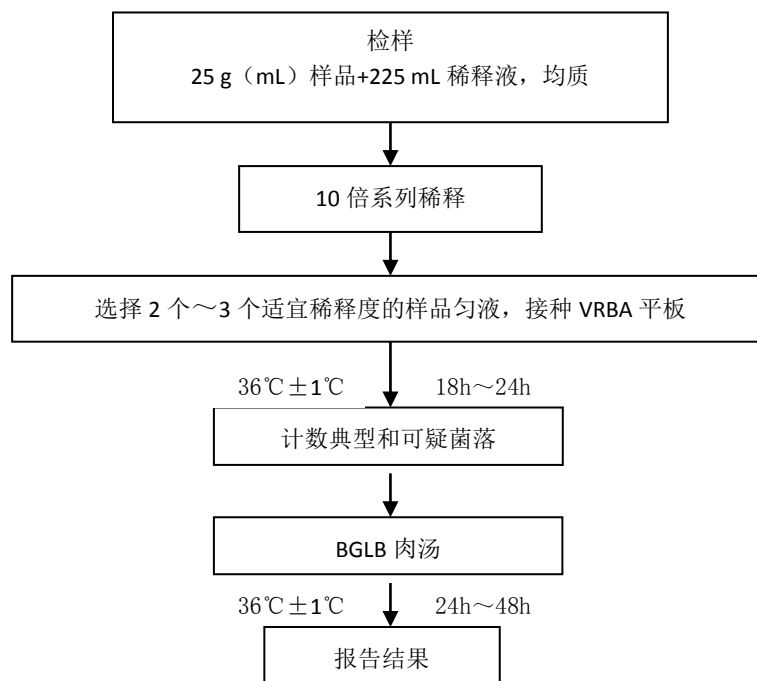 检样
25 g（mL）样品+225 mL 稀释液，均质
10 倍系列稀释
选择 2 个～3 个适宜稀释度的样品匀液，接种 VRBA 平板
36℃±1℃ 18h～24h
计数典型和可疑菌落
BGLB 肉汤
36℃±1℃ 24h～48h
报告结果